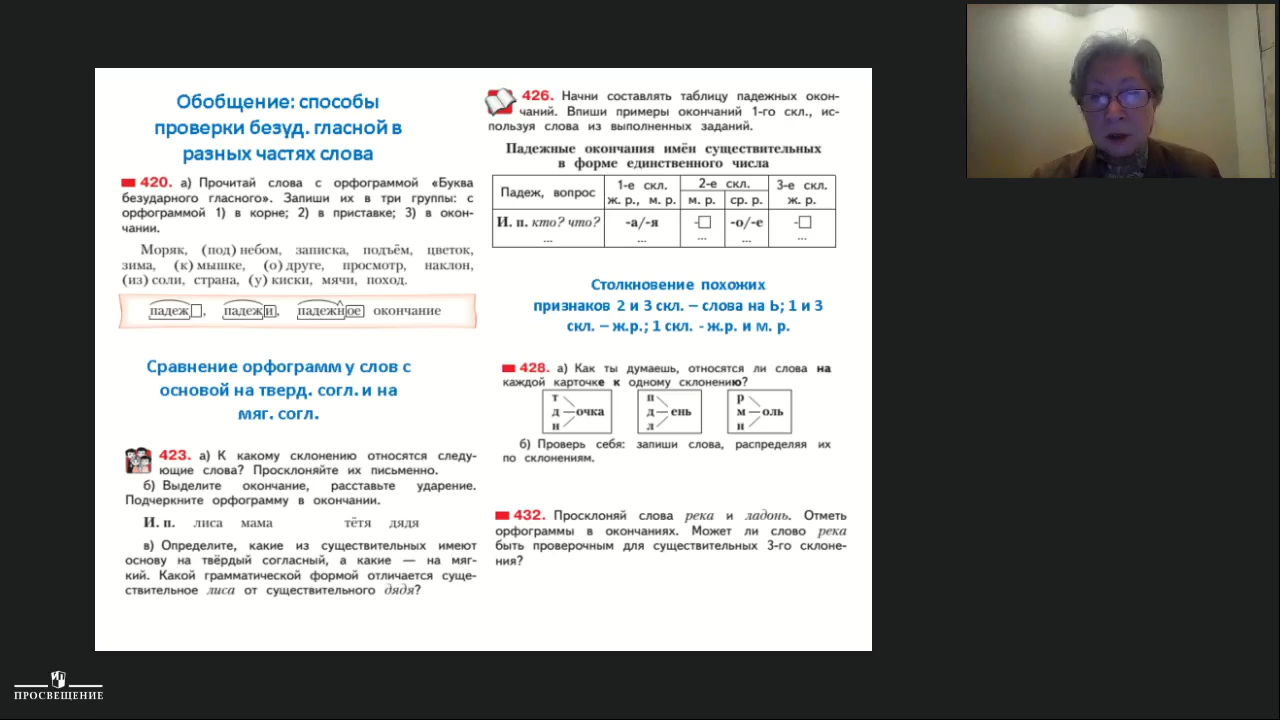 Обобщение: способы
проверки безуд. гласной в
разных частях слова
420. а) Прочитай слова с орфограммой «Буква
безударного гласного». Запиши их в три группы: с
орфограммой 1) в корне; 2) в приставке; 3) в окон-
чании.
Моряк, (под) небом, записка, подъём, цветок,
зима, (к) мышке, (о) друге, просмотр, наклон,
(из) соли, страна, (у) киски, мячи, поход.
падеж , падежи, падежное окончание
Сравнение орфограмм у слов с
основой на тверд. согл. и на
мяг. согл.
423. а) К какому склонению относятся следу-
ющие слова? Просклоняйте их письменно.
б) Выделите окончание, расставьте ударение.
Подчеркните орфограмму в окончании.
И. п. лиса мама тётя дядя
в) Определите, какие из существительных имеют
основу на твёрдый согласный, а какие — на мяг-
кий. Какой грамматической формой отличается суще-
ствительное лиса от существительного дядя?
426. Начни составлять таблицу падежных окон-
чаний. Впиши примеры окончаний 1-го скл., ис-
пользуя слова из выполненных заданий.
Падежные окончания имён существительных
в форме единственного числа
Падеж, вопрос 1-е скл. ж. р., м. р. 2-е скл. м. р. ср. р. 3-е скл. ж. р.
И. п. кто? что? -а/-я -□ -о/-е -□
... ... ... ... ...
Столкновение похожих
признаков 2 и 3 скл. – слова на Ь; 1 и 3
скл. – ж.р.; 1 скл. - ж.р. и м. р.
428. а) Как ты думаешь, относятся ли слова на
каждой карточке к одному склонению?
т д н очка
п д л ень
р м н оль
б) Проверь себя: запиши слова, распределяя их
по склонениям.
432. Просклоняй слова река и ладонь. Отметь
орфограммы в окончаниях. Может ли слово река
быть проверочным для существительных 3-го склоне-
ния?
ПРОСВЕЩЕНИЕ